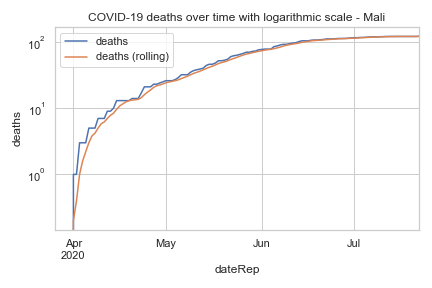 COVID-19 deaths over time with logarithmic scale - Mali
deaths
deaths (rolling)
10²
10¹
10⁰
deaths
Apr
2020
May
Jun
Jul
dateRep